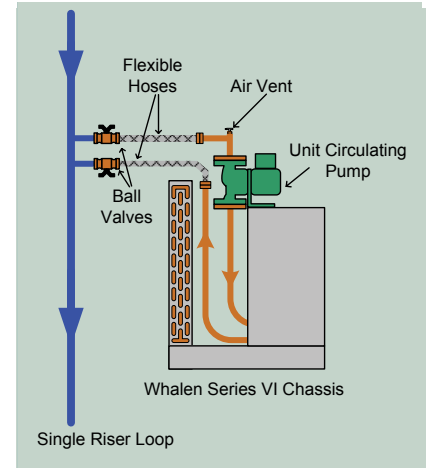 Flexible
Hoses
Air Vent
Unit Circulating
Pump
Ball
Valves
Whalen Series VI Chassis
Single Riser Loop